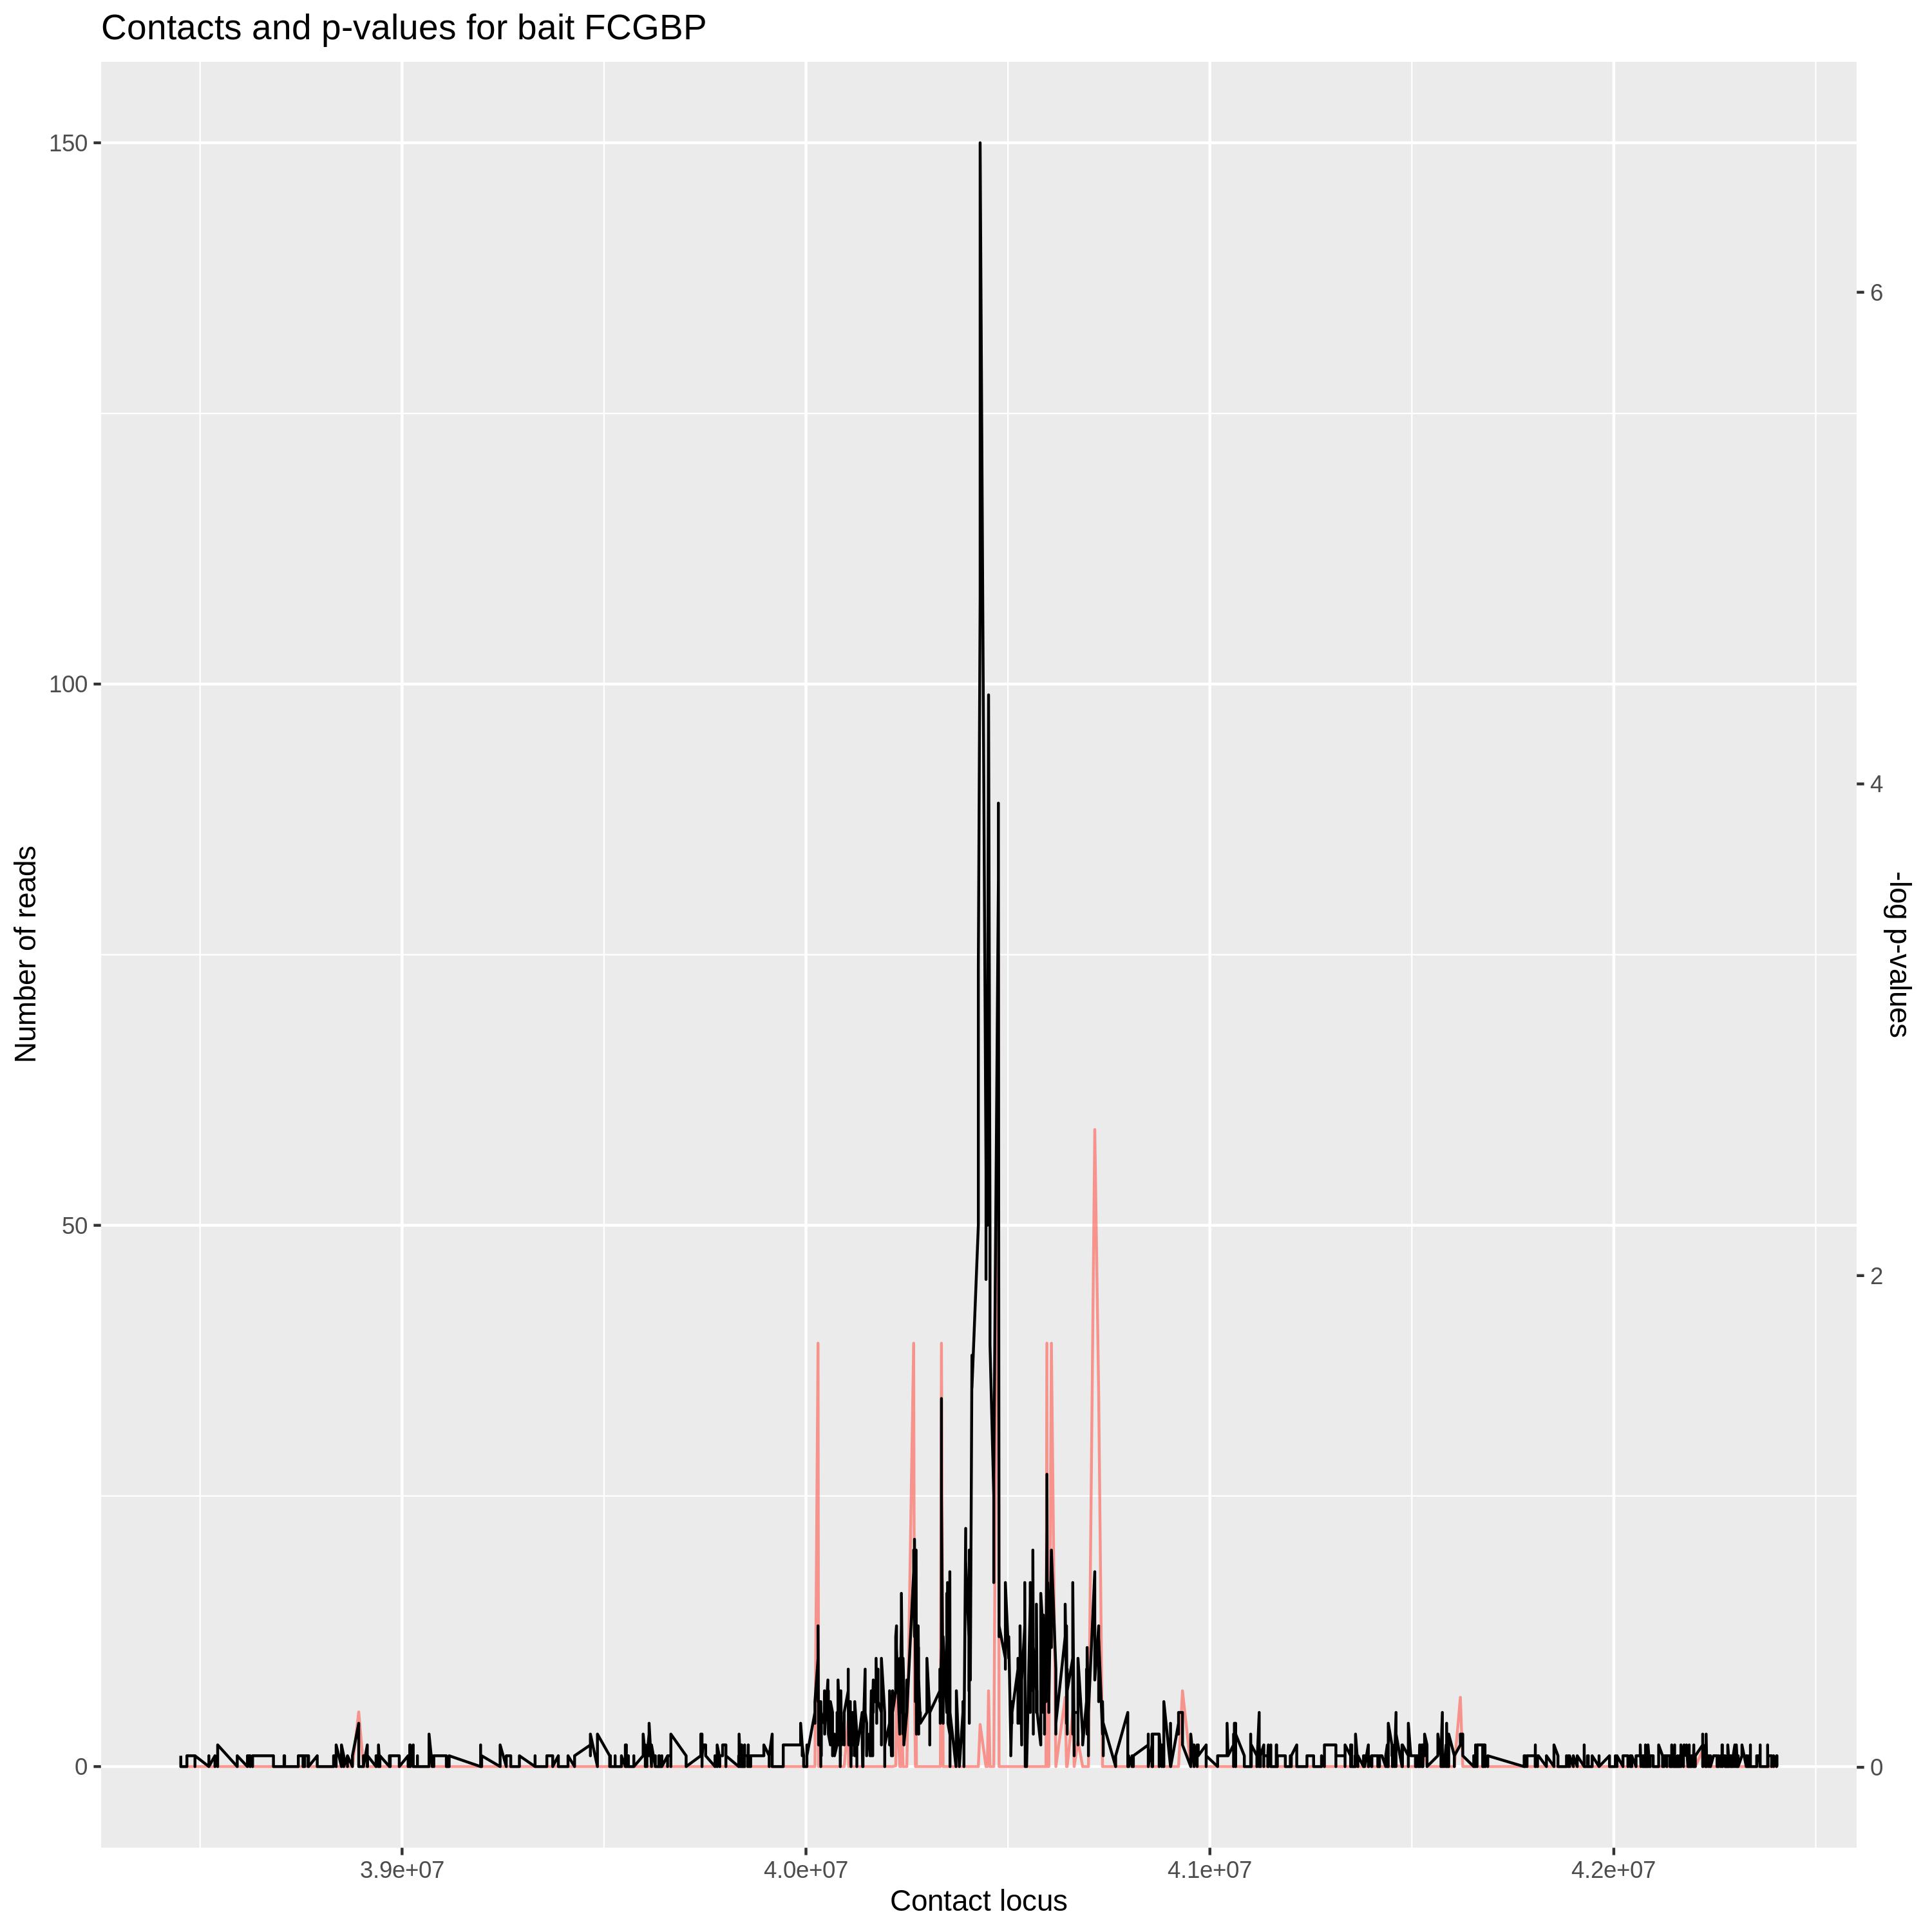 Contacts and p-values for bait FCGBP
150
100
50
0
Number of reads
6
4
2
0
-log p-values
3.9e+07
4.0e+07
4.1e+07
4.2e+07
Contact locus